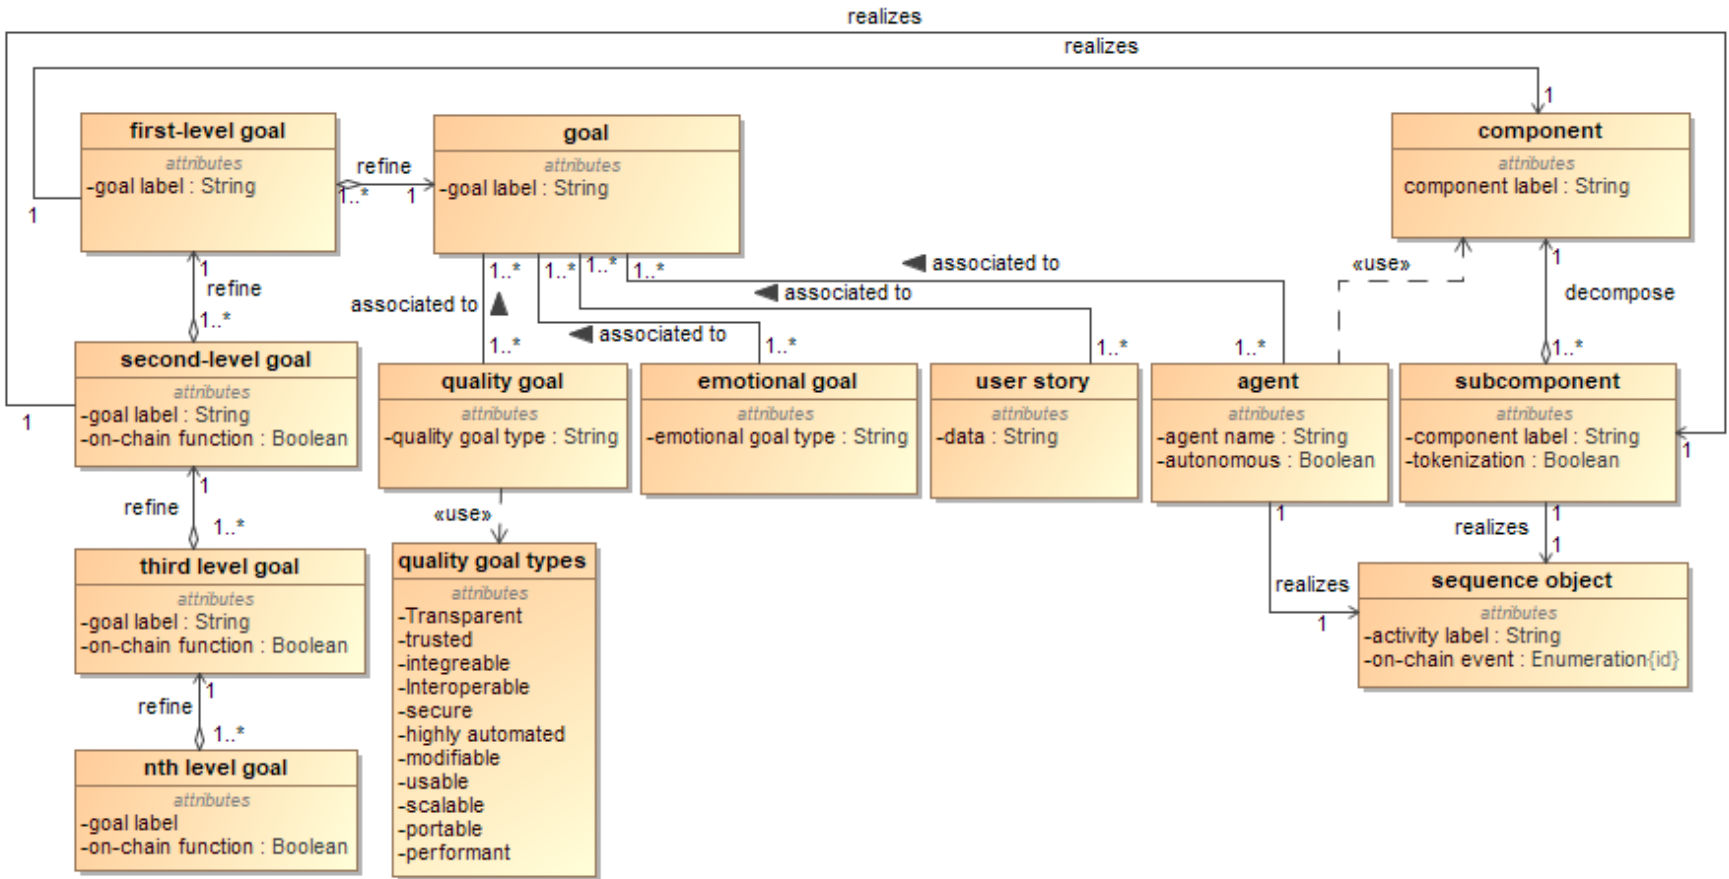 realizes
realizes
1
first-level goal
attributes
-goal label : String
1
refine
1..*
1
goal
attributes
-goal label : String
component
attributes
component label : String
1
refine
1..*
1..*
1..*
1..*
1..*
associated to
associated to
associated to
associated to
1..*
1..*
1..*
1..*
«use»
1
decompose
1..*
second-level goal
attributes
-goal label : String
-on-chain function : Boolean
1
quality goal
attributes
-quality goal type : String
emotional goal
attributes
-emotional goal type : String
user story
attributes
-data : String
agent
attributes
-agent name : String
-autonomous : Boolean
subcomponent
attributes
-component label : String
-tokenization : Boolean
1
1
refine
1..*
«use»
1
realizes
1
1
realizes
1
third level goal
attributes
-goal label : String
-on-chain function : Boolean
quality goal types
attributes
-Transparent
-trusted
-integreable
-Interoperable
-secure
-highly automated
-modifiable
-usable
-scalable
-portable
-performant
sequence object
attributes
-activity label : String
-on-chain event : Enumeration{id}
1
refine
1..*
nth level goal
attributes
-goal label
-on-chain function : Boolean